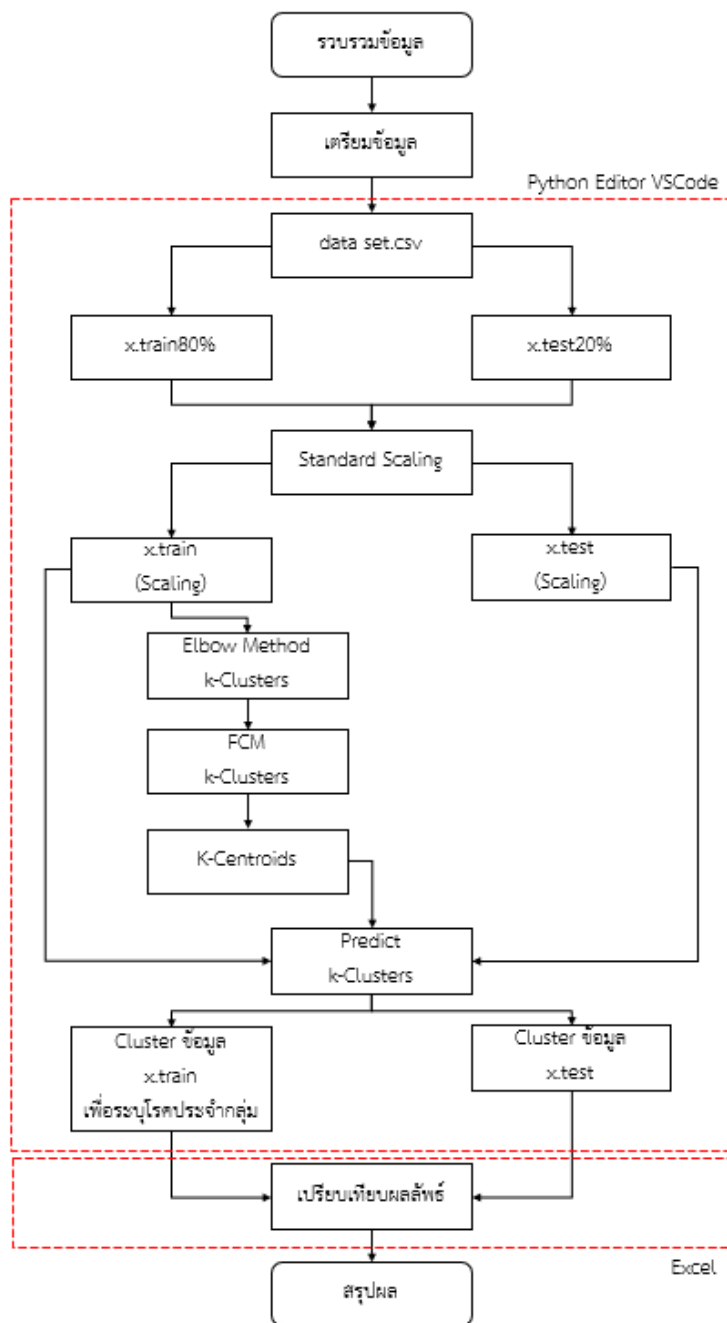 รวบรวมข้อมูล
เตรียมข้อมูล
Python Editor VSCode
data set.csv
x.train80%
x.test20%
Standard Scaling
x.train
(Scaling)
x.test
(Scaling)
Elbow Method
k-Clusters
FCM
k-Clusters
K-Centroids
Predict
k-Clusters
Cluster ข้อมูล
x.train
เพื่อระบุโรคประจำกลุ่ม
Cluster ข้อมูล
x.test
เปรียบเทียบผลลัพธ์
Excel
สรุปผล